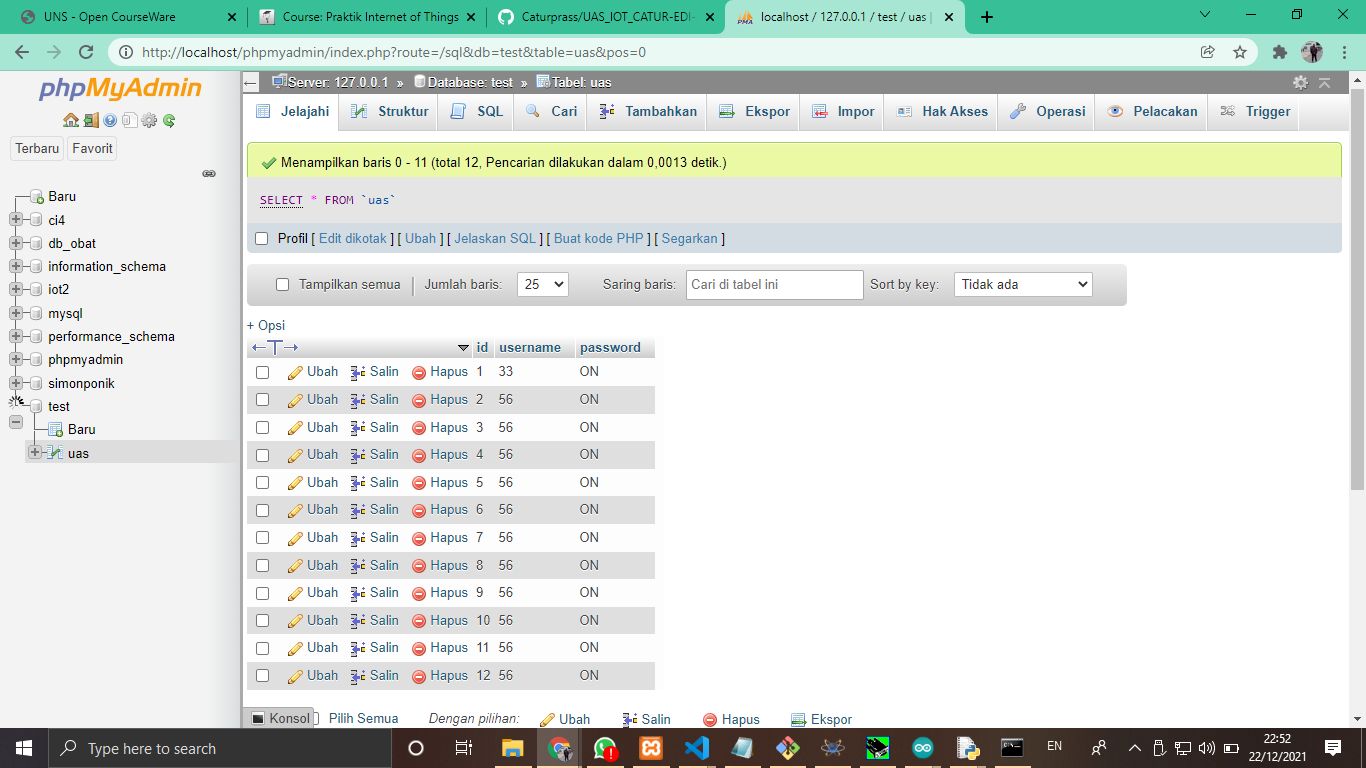 UNS - Open CourseWare
Course: Praktik Internet of Things
Caturprass/UAS_IOT_CATUR-EDI-
localhost / 127.0.0.1 / test / uas |
http://localhost/phpmyadmin/index.php?route=/sql&db=test&table=uas&pos=0
phpMyAdmin
Terbaru Favorit
Baru
ci4
db_obat
information_schema
iot2
mysql
performance_schema
phpmyadmin
simonponik
test
Baru
uas
Server: 127.0.0.1 » Database: test » Tabel: uas
Jelajahi Struktur SQL Cari Tambahkan Ekspor Impor Hak Akses Operasi Pelacakan Trigger
Menampilkan baris 0 - 11 (total 12, Pencarian dilakukan dalam 0,0013 detik.)
SELECT * FROM `uas`
Profil [ Edit dikotak ] [ Ubah ] [ Jelaskan SQL ] [ Buat kode PHP ] [ Segarkan ]
Tampilkan semua Jumlah baris: 25 Saring baris: Cari di tabel ini Sort by key: Tidak ada
+ Opsi
id username password
Ubah Salin Hapus 1 33 ON
Ubah Salin Hapus 2 56 ON
Ubah Salin Hapus 3 56 ON
Ubah Salin Hapus 4 56 ON
Ubah Salin Hapus 5 56 ON
Ubah Salin Hapus 6 56 ON
Ubah Salin Hapus 7 56 ON
Ubah Salin Hapus 8 56 ON
Ubah Salin Hapus 9 56 ON
Ubah Salin Hapus 10 56 ON
Ubah Salin Hapus 11 56 ON
Ubah Salin Hapus 12 56 ON
Konsol Pilih Semua Dengan pilihan: Ubah Salin Hapus Ekspor
Type here to search
EN
22:52
22/12/2021